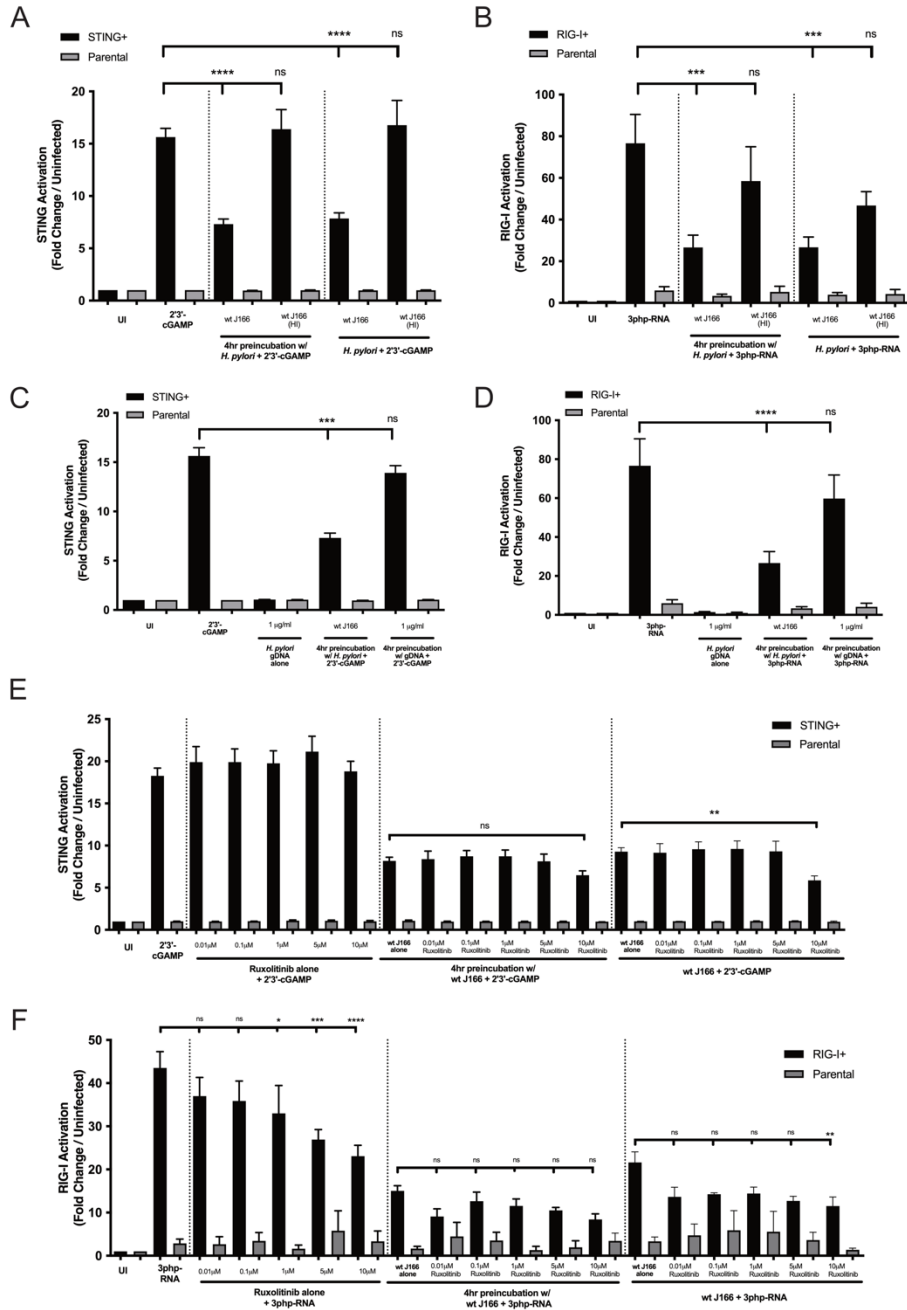 A
STING+
Parental
****
ns
****
ns
20
15
10
5
0
STING Activation
(Fold Change / Uninfected)
UI
2'3'-
cGAMP
wt J166
wt J166
(HI)
wt J166
wt J166
(HI)
4hr preincubation w/
H. pylori + 2'3'-cGAMP
H. pylori + 2'3'-cGAMP
B
RIG-I+
Parental
***
ns
***
ns
100
80
60
40
20
0
RIG-I Activation
(Fold Change / Uninfected)
UI
3php-RNA
wt J166
wt J166
(HI)
wt J166
wt J166
(HI)
4hr preincubation w/
H. pylori + 3php-RNA
H. pylori + 3php-RNA
C
STING+
Parental
***
ns
20
15
10
5
0
STING Activation
(Fold Change / Uninfected)
UI
2'3'-
cGAMP
1 µg/ml
wt J166
1 µg/ml
H. pylori
gDNA
alone
4hr preincubation
w/ H. pylori +
2'3'-cGAMP
4hr preincubation
w/ gDNA +
2'3'-cGAMP
D
RIG-I+
Parental
****
ns
100
80
60
40
20
0
RIG-I Activation
(Fold Change / Uninfected)
UI
3php-RNA
1 µg/ml
wt J166
1 µg/ml
H. pylori
gDNA
alone
4hr preincubation
w/ H. pylori +
3php-RNA
4hr preincubation
w/ gDNA +
3php-RNA
E
STING+
Parental
ns
**
25
20
15
10
5
0
STING Activation
(Fold Change / Uninfected)
UI
2'3'-
cGAMP
0.01µM
0.1µM
1µM
5µM
10µM
Ruxolitinib alone
+ 2'3'-cGAMP
wt J166
alone
0.01µM
Ruxolitinib
0.1µM
Ruxolitinib
1µM
Ruxolitinib
5µM
Ruxolitinib
10µM
Ruxolitinib
4hr preincubation w/
wt J166 + 2'3'-cGAMP
wt J166
alone
0.01µM
Ruxolitinib
0.1µM
Ruxolitinib
1µM
Ruxolitinib
5µM
Ruxolitinib
10µM
Ruxolitinib
wt J166 + 2'3'-cGAMP
F
RIG-I+
Parental
ns
ns
*
***
****
ns
ns
ns
ns
ns
ns
ns
ns
ns
**
50
40
30
20
10
0
RIG-I Activation
(Fold Change / Uninfected)
UI
3php-
RNA
0.01µM
0.1µM
1µM
5µM
10µM
Ruxolitinib alone
+ 3php-RNA
wt J166
alone
0.01µM
Ruxolitinib
0.1µM
Ruxolitinib
1µM
Ruxolitinib
5µM
Ruxolitinib
10µM
Ruxolitinib
4hr preincubation w/
wt J166 + 3php-RNA
wt J166
alone
0.01µM
Ruxolitinib
0.1µM
Ruxolitinib
1µM
Ruxolitinib
5µM
Ruxolitinib
10µM
Ruxolitinib
wt J166 + 3php-RNA